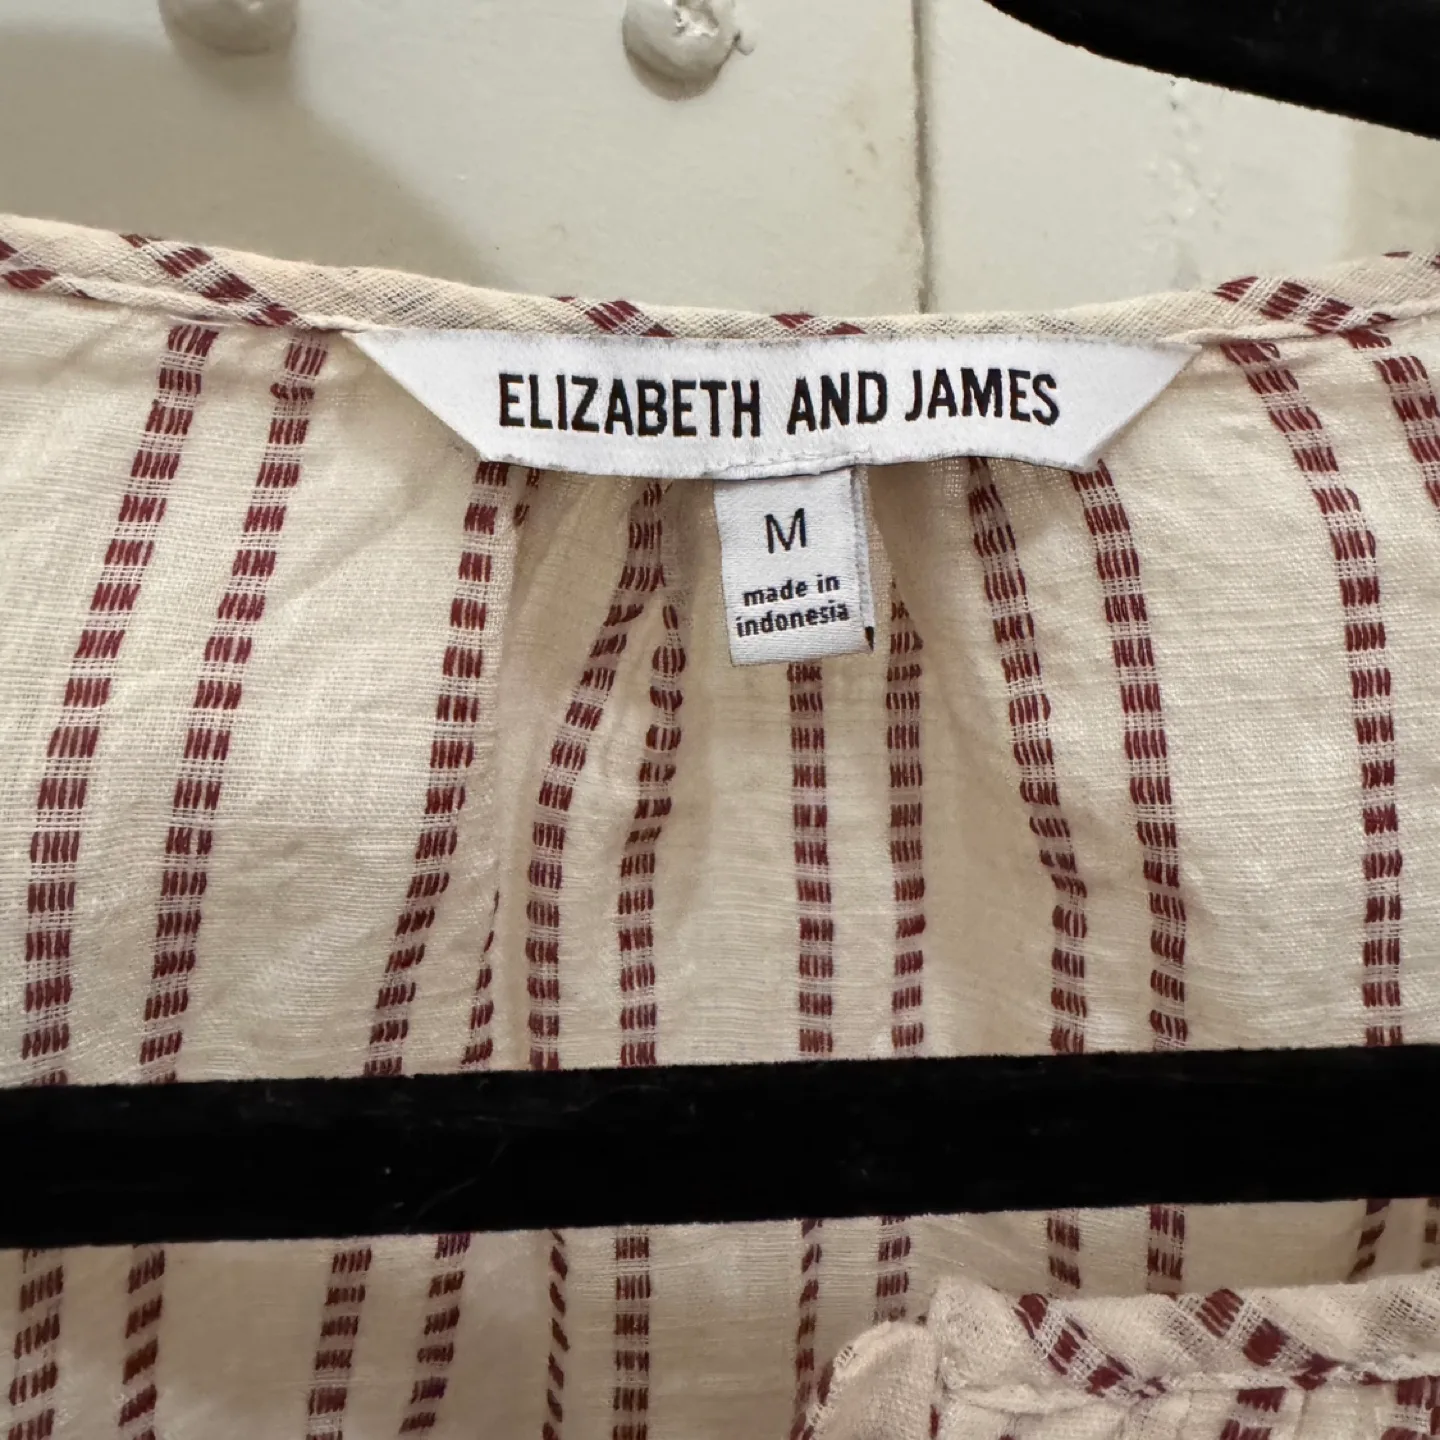 ELIZABETH AND JAMES
M
made in
indonesia